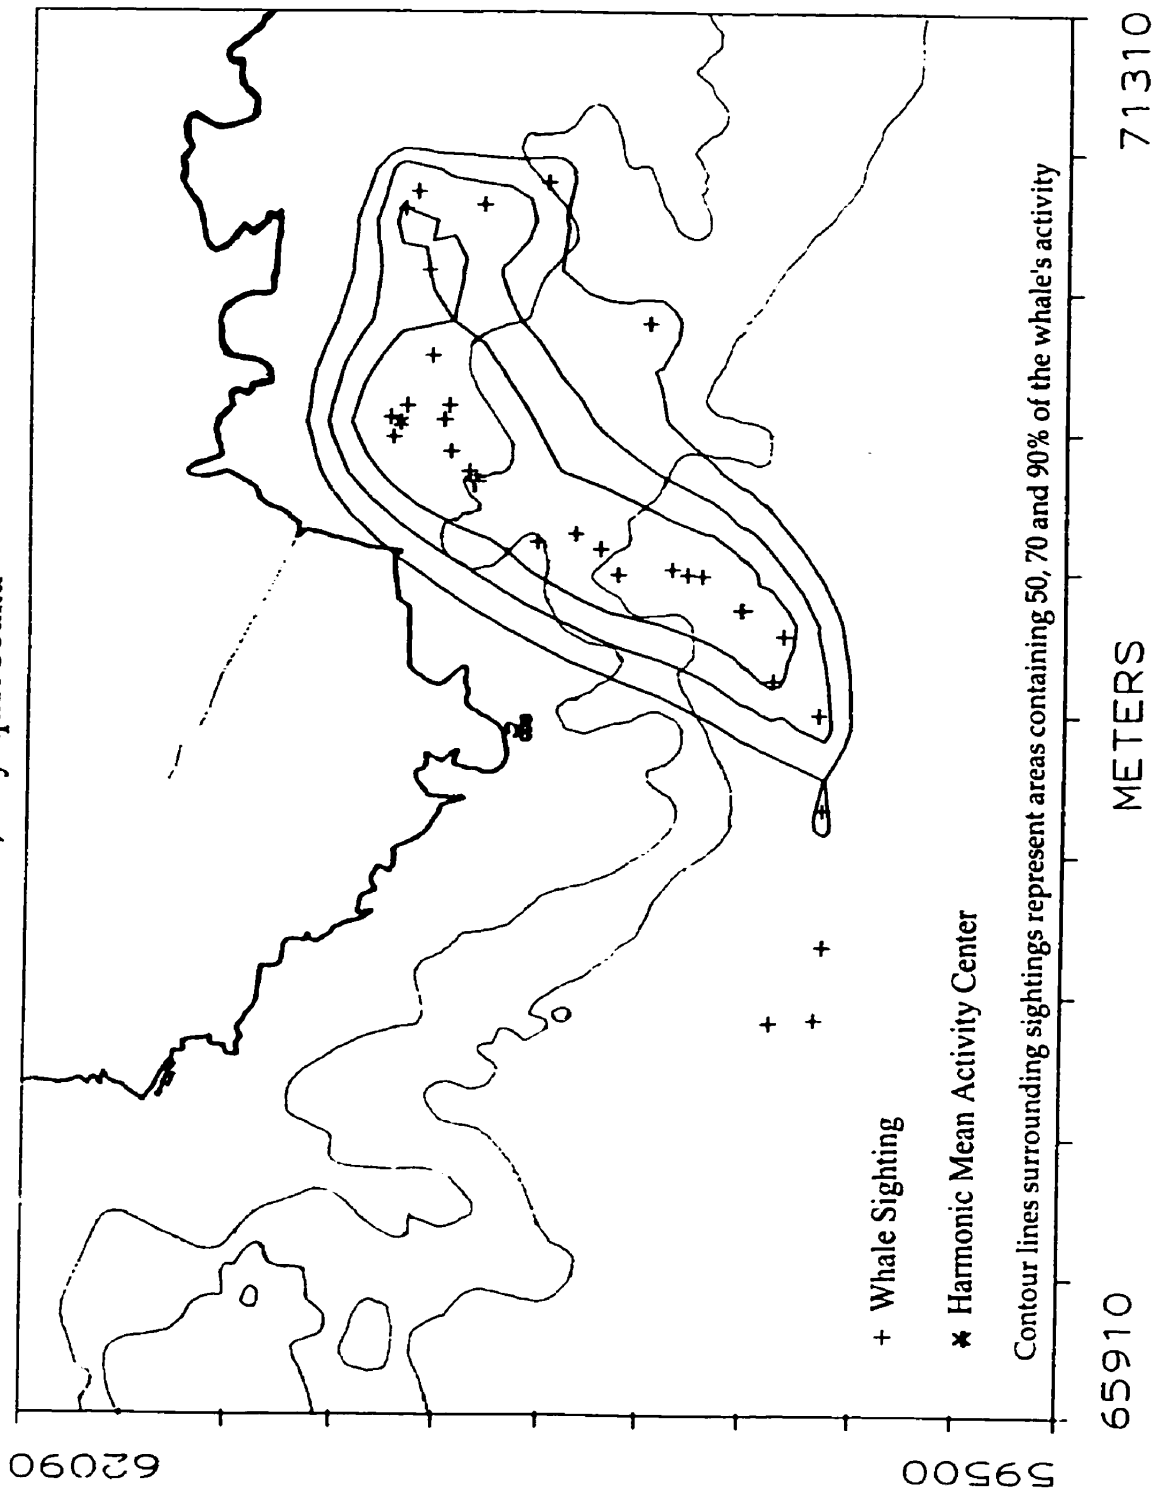 62090
59500
65910
METERS
71310
+ Whale Sighting
* Harmonic Mean Activity Center
Contour lines surrounding sightings represent areas containing 50, 70 and 90% of the whale's activity